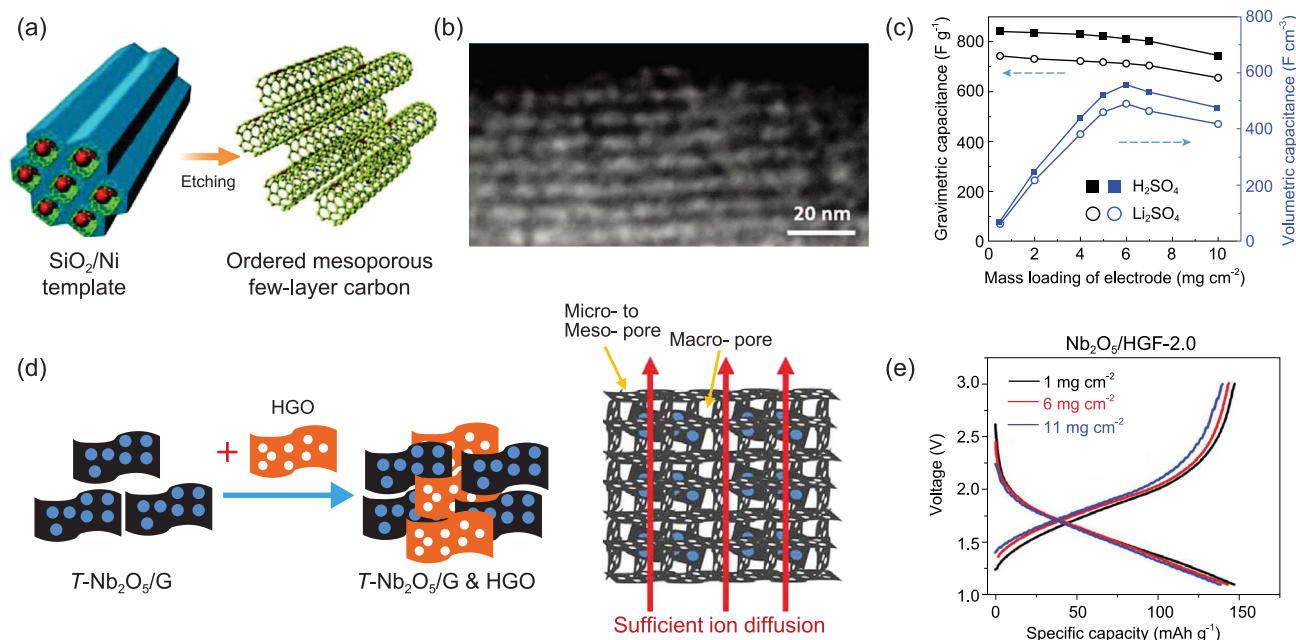 (a)
Etching
SiO₂/Ni
template
Ordered mesoporous
few-layer carbon
(b)
20 nm
(c)
Gravimetric capacitance (F g⁻¹)
800
600
400
200
0
H₂SO₄
Li₂SO₄
800
700
600
500
400
300
200
100
0
Volumetric capacitance (F cm⁻³)
0
2
4
6
8
10
Mass loading of electrode (mg cm⁻²)
(d)
HGO
+
T-Nb₂O₅/G
T-Nb₂O₅/G & HGO
Micro- to
Meso- pore
Macro- pore
Sufficient ion diffusion
(e)
Nb₂O₅/HGF-2.0
1 mg cm⁻²
6 mg cm⁻²
11 mg cm⁻²
Voltage (V)
3.0
2.5
2.0
1.5
1.0
0
50
100
150
Specific capacity (mAh g⁻¹)